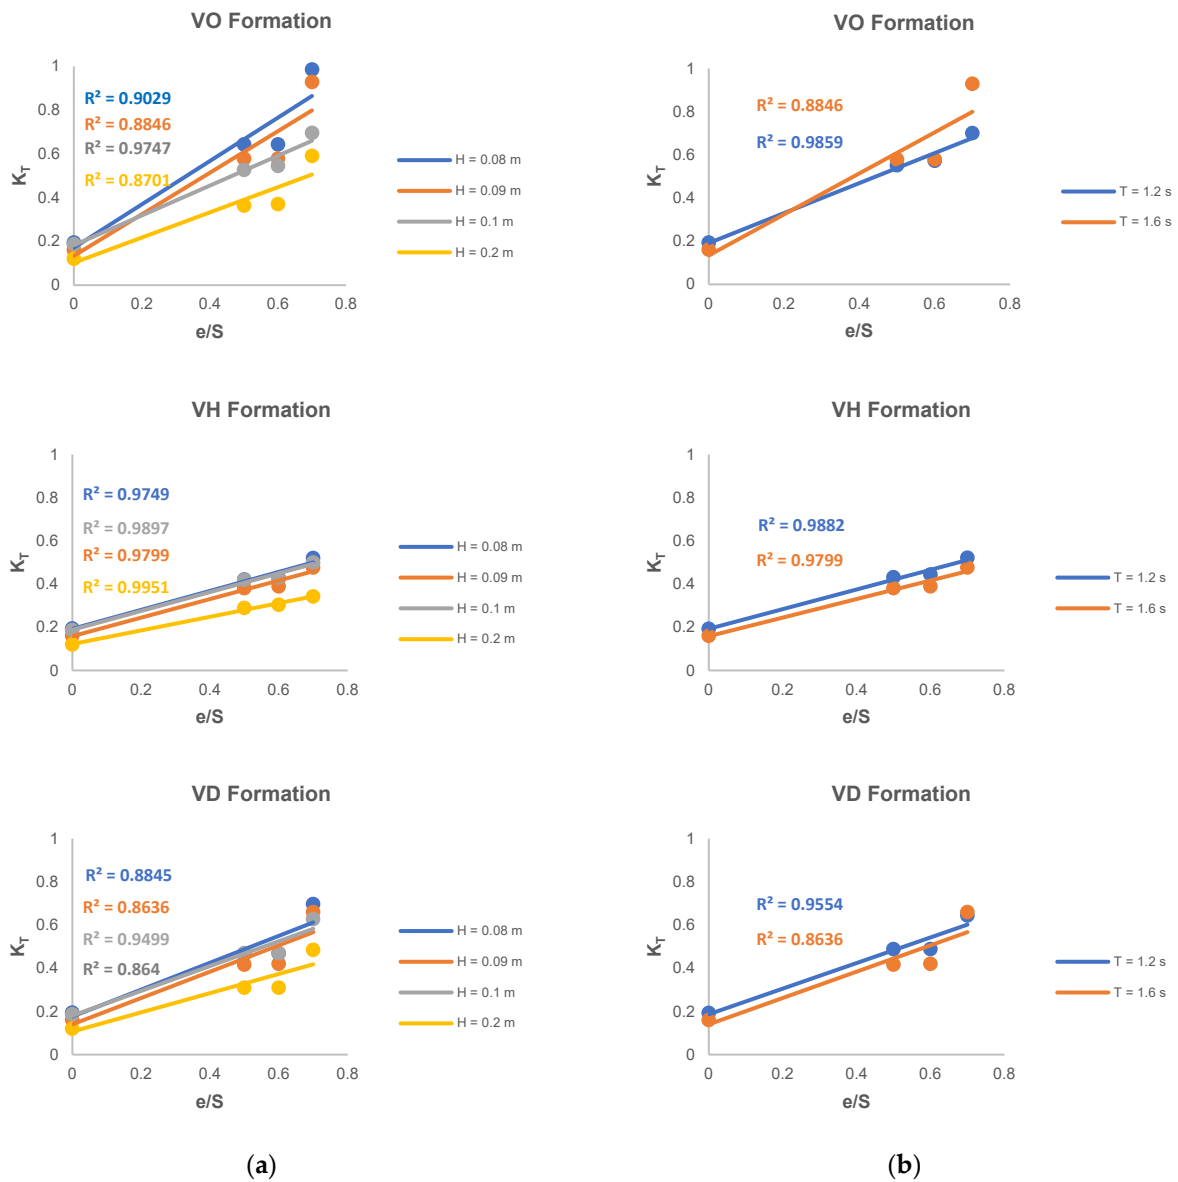 VO Formation
1
0.8
0.6
0.4
0.2
0
R² = 0.9029
R² = 0.8846
R² = 0.9747
R² = 0.8701
K_T
0 0.2 0.4 0.6 0.8
e/S
H = 0.08 m
H = 0.09 m
H = 0.1 m
H = 0.2 m
VO Formation
1
0.8
0.6
0.4
0.2
0
R² = 0.8846
R² = 0.9859
K_T
0 0.2 0.4 0.6 0.8
e/S
T = 1.2 s
T = 1.6 s
VH Formation
1
0.8
0.6
0.4
0.2
0
R² = 0.9749
R² = 0.9897
R² = 0.9799
R² = 0.9951
K_T
0 0.2 0.4 0.6 0.8
e/S
H = 0.08 m
H = 0.09 m
H = 0.1 m
H = 0.2 m
VH Formation
1
0.8
0.6
0.4
0.2
0
R² = 0.9882
R² = 0.9799
K_T
0 0.2 0.4 0.6 0.8
e/S
T = 1.2 s
T = 1.6 s
VD Formation
1
0.8
0.6
0.4
0.2
0
R² = 0.8845
R² = 0.8636
R² = 0.9499
R² = 0.864
K_T
0 0.2 0.4 0.6 0.8
e/S
H = 0.08 m
H = 0.09 m
H = 0.1 m
H = 0.2 m
VD Formation
1
0.8
0.6
0.4
0.2
0
R² = 0.9554
R² = 0.8636
K_T
0 0.2 0.4 0.6 0.8
e/S
T = 1.2 s
T = 1.6 s
(a)
(b)